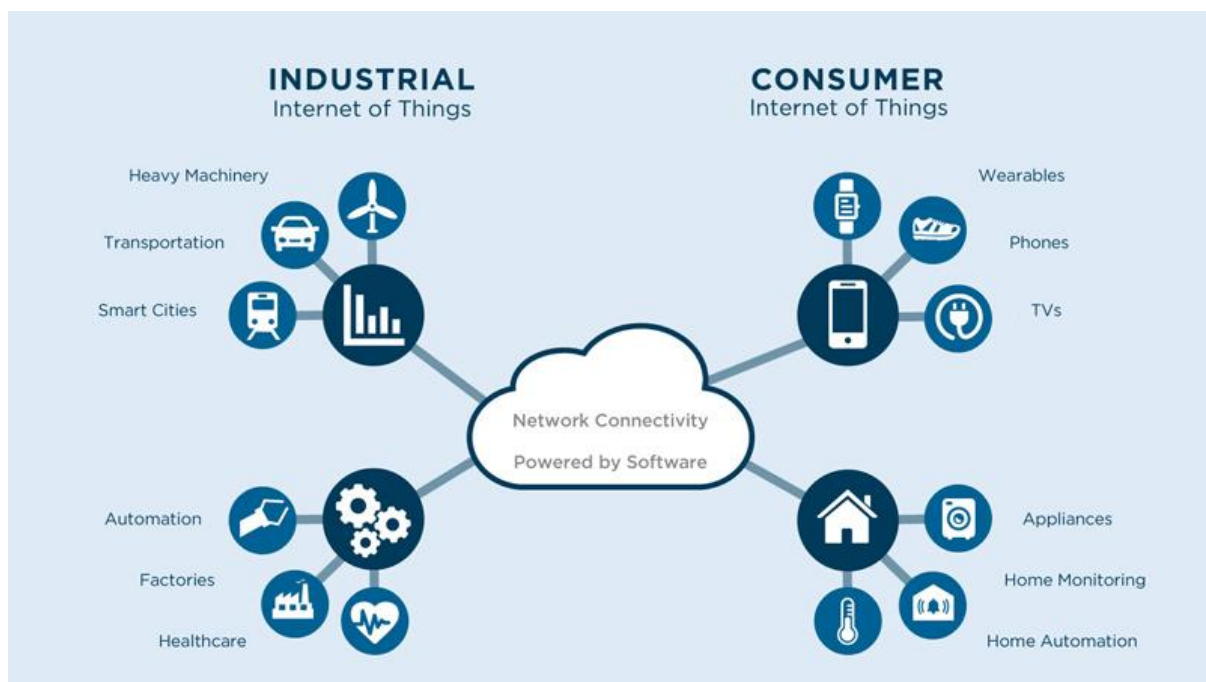 INDUSTRIAL
Internet of Things
CONSUMER
Internet of Things
Heavy Machinery
Transportation
Smart Cities
Wearables
Phones
TVs
Network Connectivity
Powered by Software
Automation
Factories
Healthcare
Appliances
Home Monitoring
Home Automation